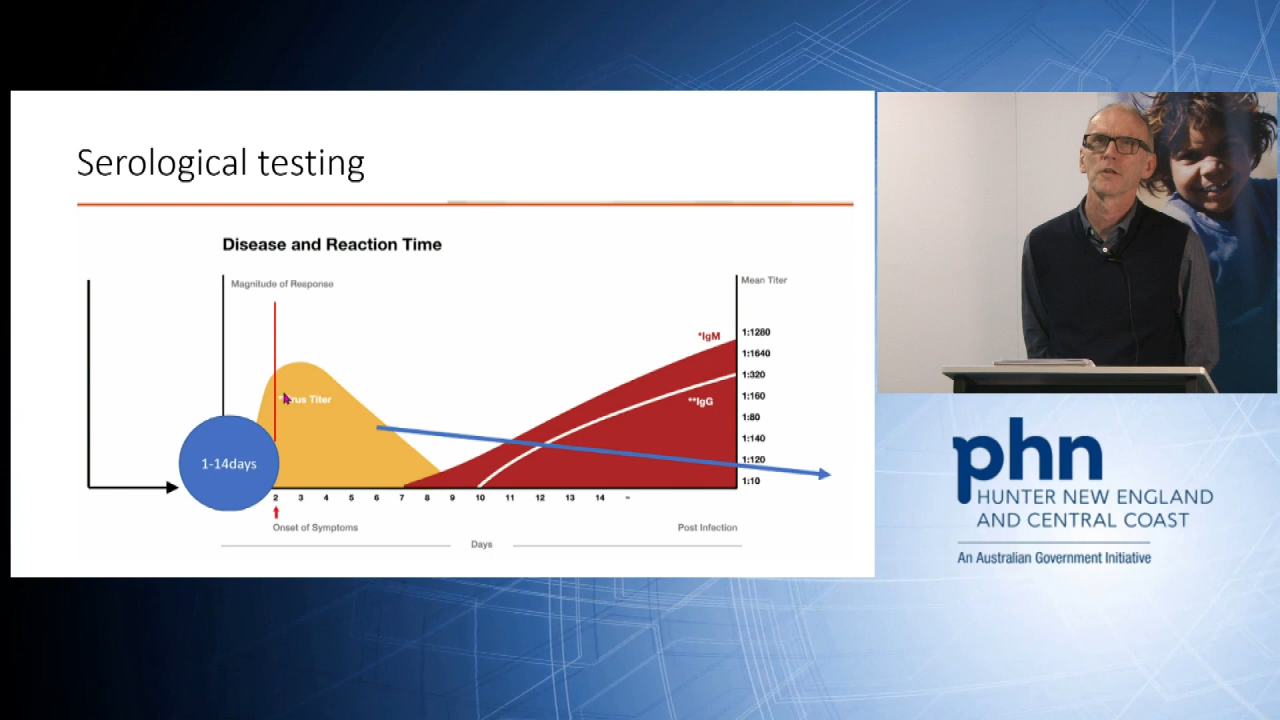 Serological testing
Disease and Reaction Time
Magnitude of Response
Mean Titer
*IgM
1:1280
1:1640
1:320
**IgG
1:160
1:80
1:140
1:120
1:10
rus Titer
1-14days
2 3 4 5 6 7 8 9 10 11 12 13 14 ~
Onset of Symptoms
Post Infection
Days
phn
HUNTER NEW ENGLAND
AND CENTRAL COAST
An Australian Government Initiative